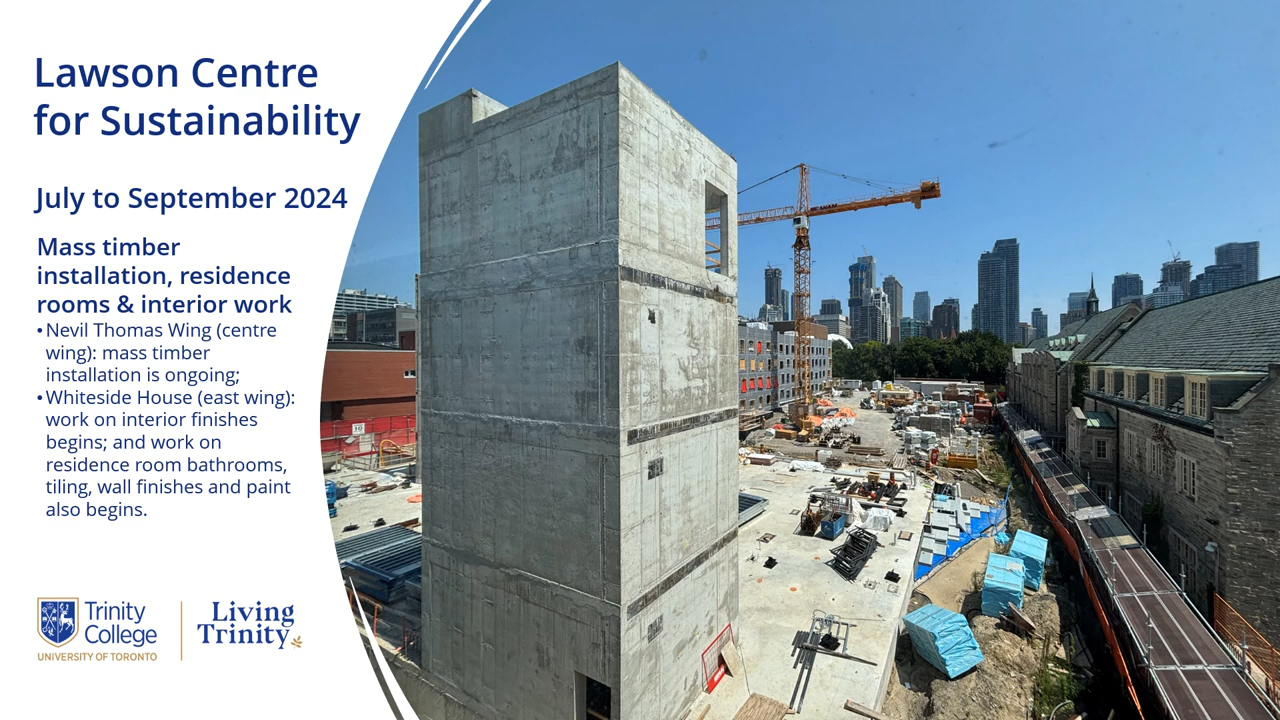 Lawson Centre
for Sustainability
July to September 2024
Mass timber
installation, residence
rooms & interior work
•Nevil Thomas Wing (centre
wing): mass timber
installation is ongoing;
•Whiteside House (east wing):
work on interior finishes
begins; and work on
residence room bathrooms,
tiling, wall finishes and paint
also begins.
Trinity
College
UNIVERSITY OF TORONTO
Living
Trinity